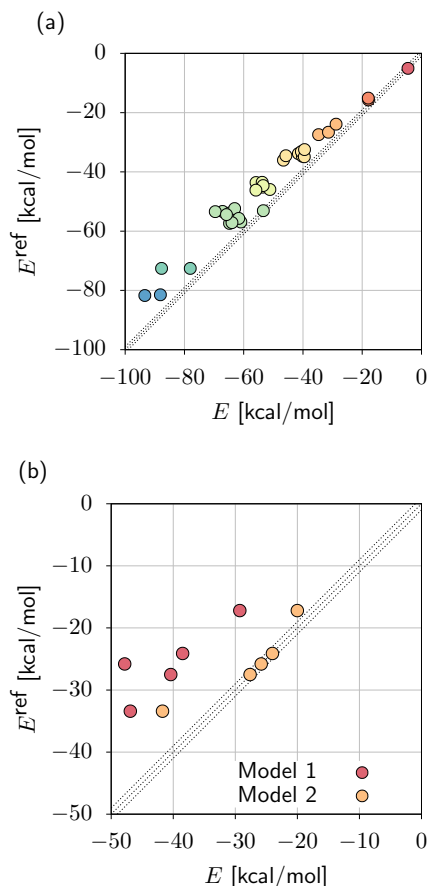 (a)
0
−20
−40
−60
−80
−100
E^ref [kcal/mol]
−100 −80 −60 −40 −20 0
E [kcal/mol]
(b)
0
−10
−20
−30
−40
−50
E^ref [kcal/mol]
Model 1
Model 2
−50 −40 −30 −20 −10 0
E [kcal/mol]